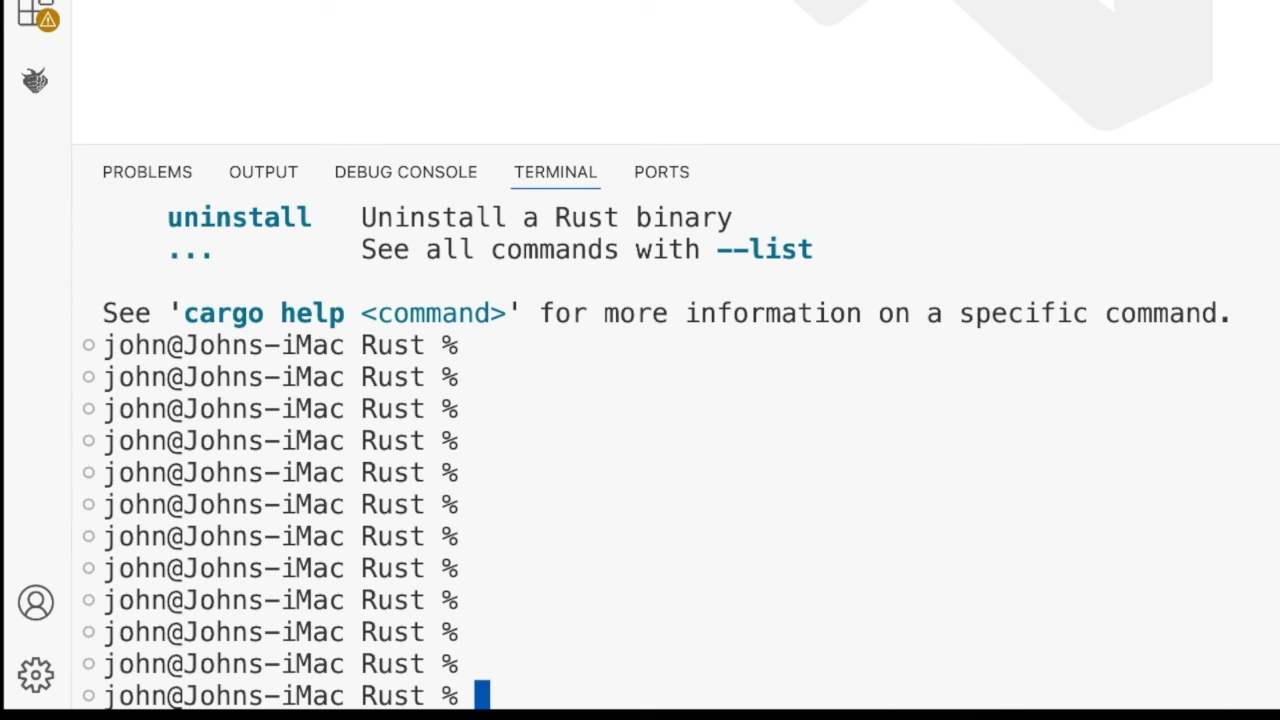 PROBLEMS OUTPUT DEBUG CONSOLE TERMINAL PORTS
uninstall Uninstall a Rust binary
... See all commands with --list
See 'cargo help <command>' for more information on a specific command.
john@Johns-iMac Rust %
john@Johns-iMac Rust %
john@Johns-iMac Rust %
john@Johns-iMac Rust %
john@Johns-iMac Rust %
john@Johns-iMac Rust %
john@Johns-iMac Rust %
john@Johns-iMac Rust %
john@Johns-iMac Rust %
john@Johns-iMac Rust %
john@Johns-iMac Rust %
john@Johns-iMac Rust %